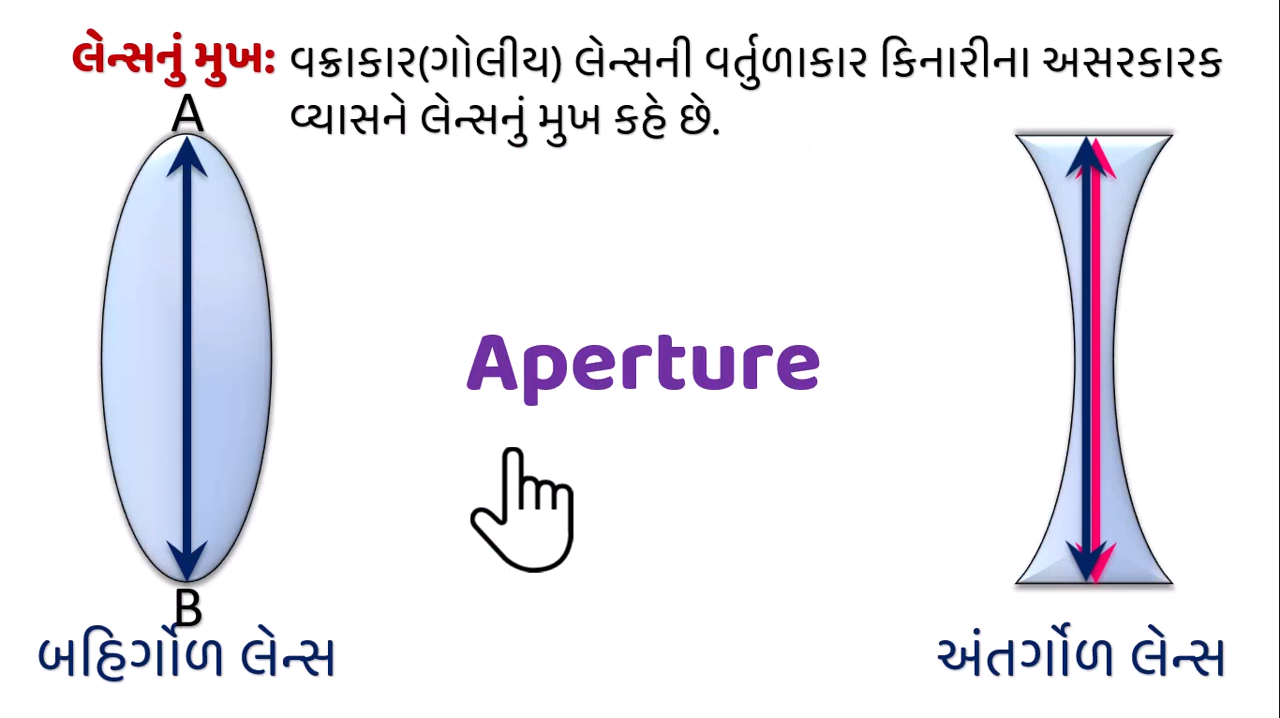 લેન્સનું મુખ: વક્રાકાર(ગોલીય) લેન્સની વર્તુળાકાર કિનારીના અસરકારક
વ્યાસને લેન્સનું મુખ કહે છે.
A
Aperture
B
બહિર્ગોળ લેન્સ
અંતર્ગોળ લેન્સ